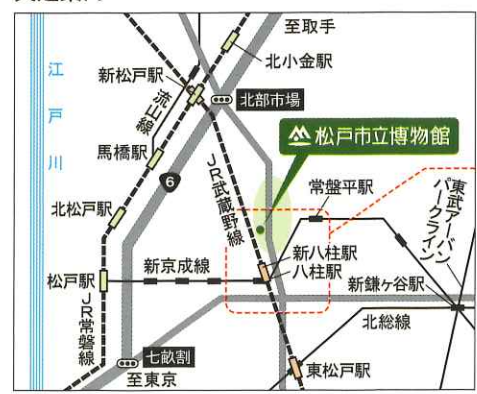 至取手
北小金駅
新松戸駅
北部市場
江戸川
流山線
松戸市立博物館
馬橋駅
6
JR武蔵野線
常盤平駅
東武アーバン
パークライン
北松戸駅
新八柱駅
八柱駅
新京成線
松戸駅
新鎌ヶ谷駅
JR常磐線
北総線
七畝割
東松戸駅
至東京